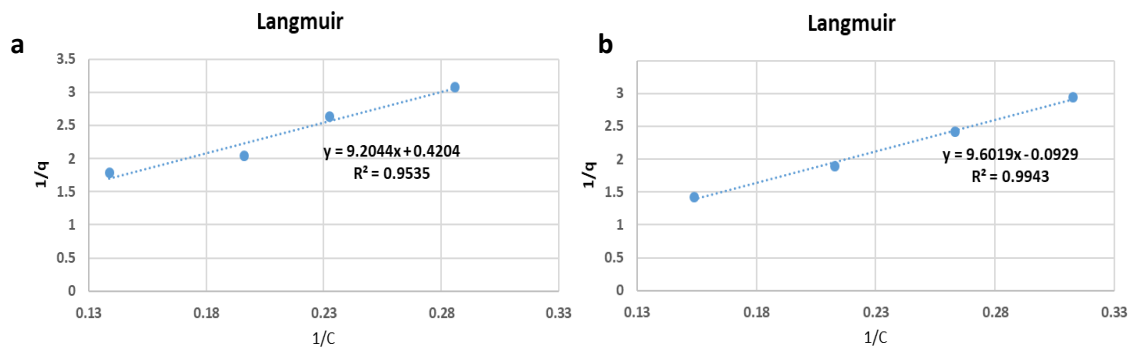 Langmuir
a
3.5
3
2.5
2
1.5
1
0.5
0
1/q
y = 9.2044x+0.4204
R² = 0.9535
0.13
0.18
0.23
0.28
0.33
1/C
Langmuir
b
3
2.5
2
1.5
1
0.5
0
1/q
y = 9.6019x-0.0929
R² = 0.9943
0.13
0.18
0.23
0.28
0.33
1/C